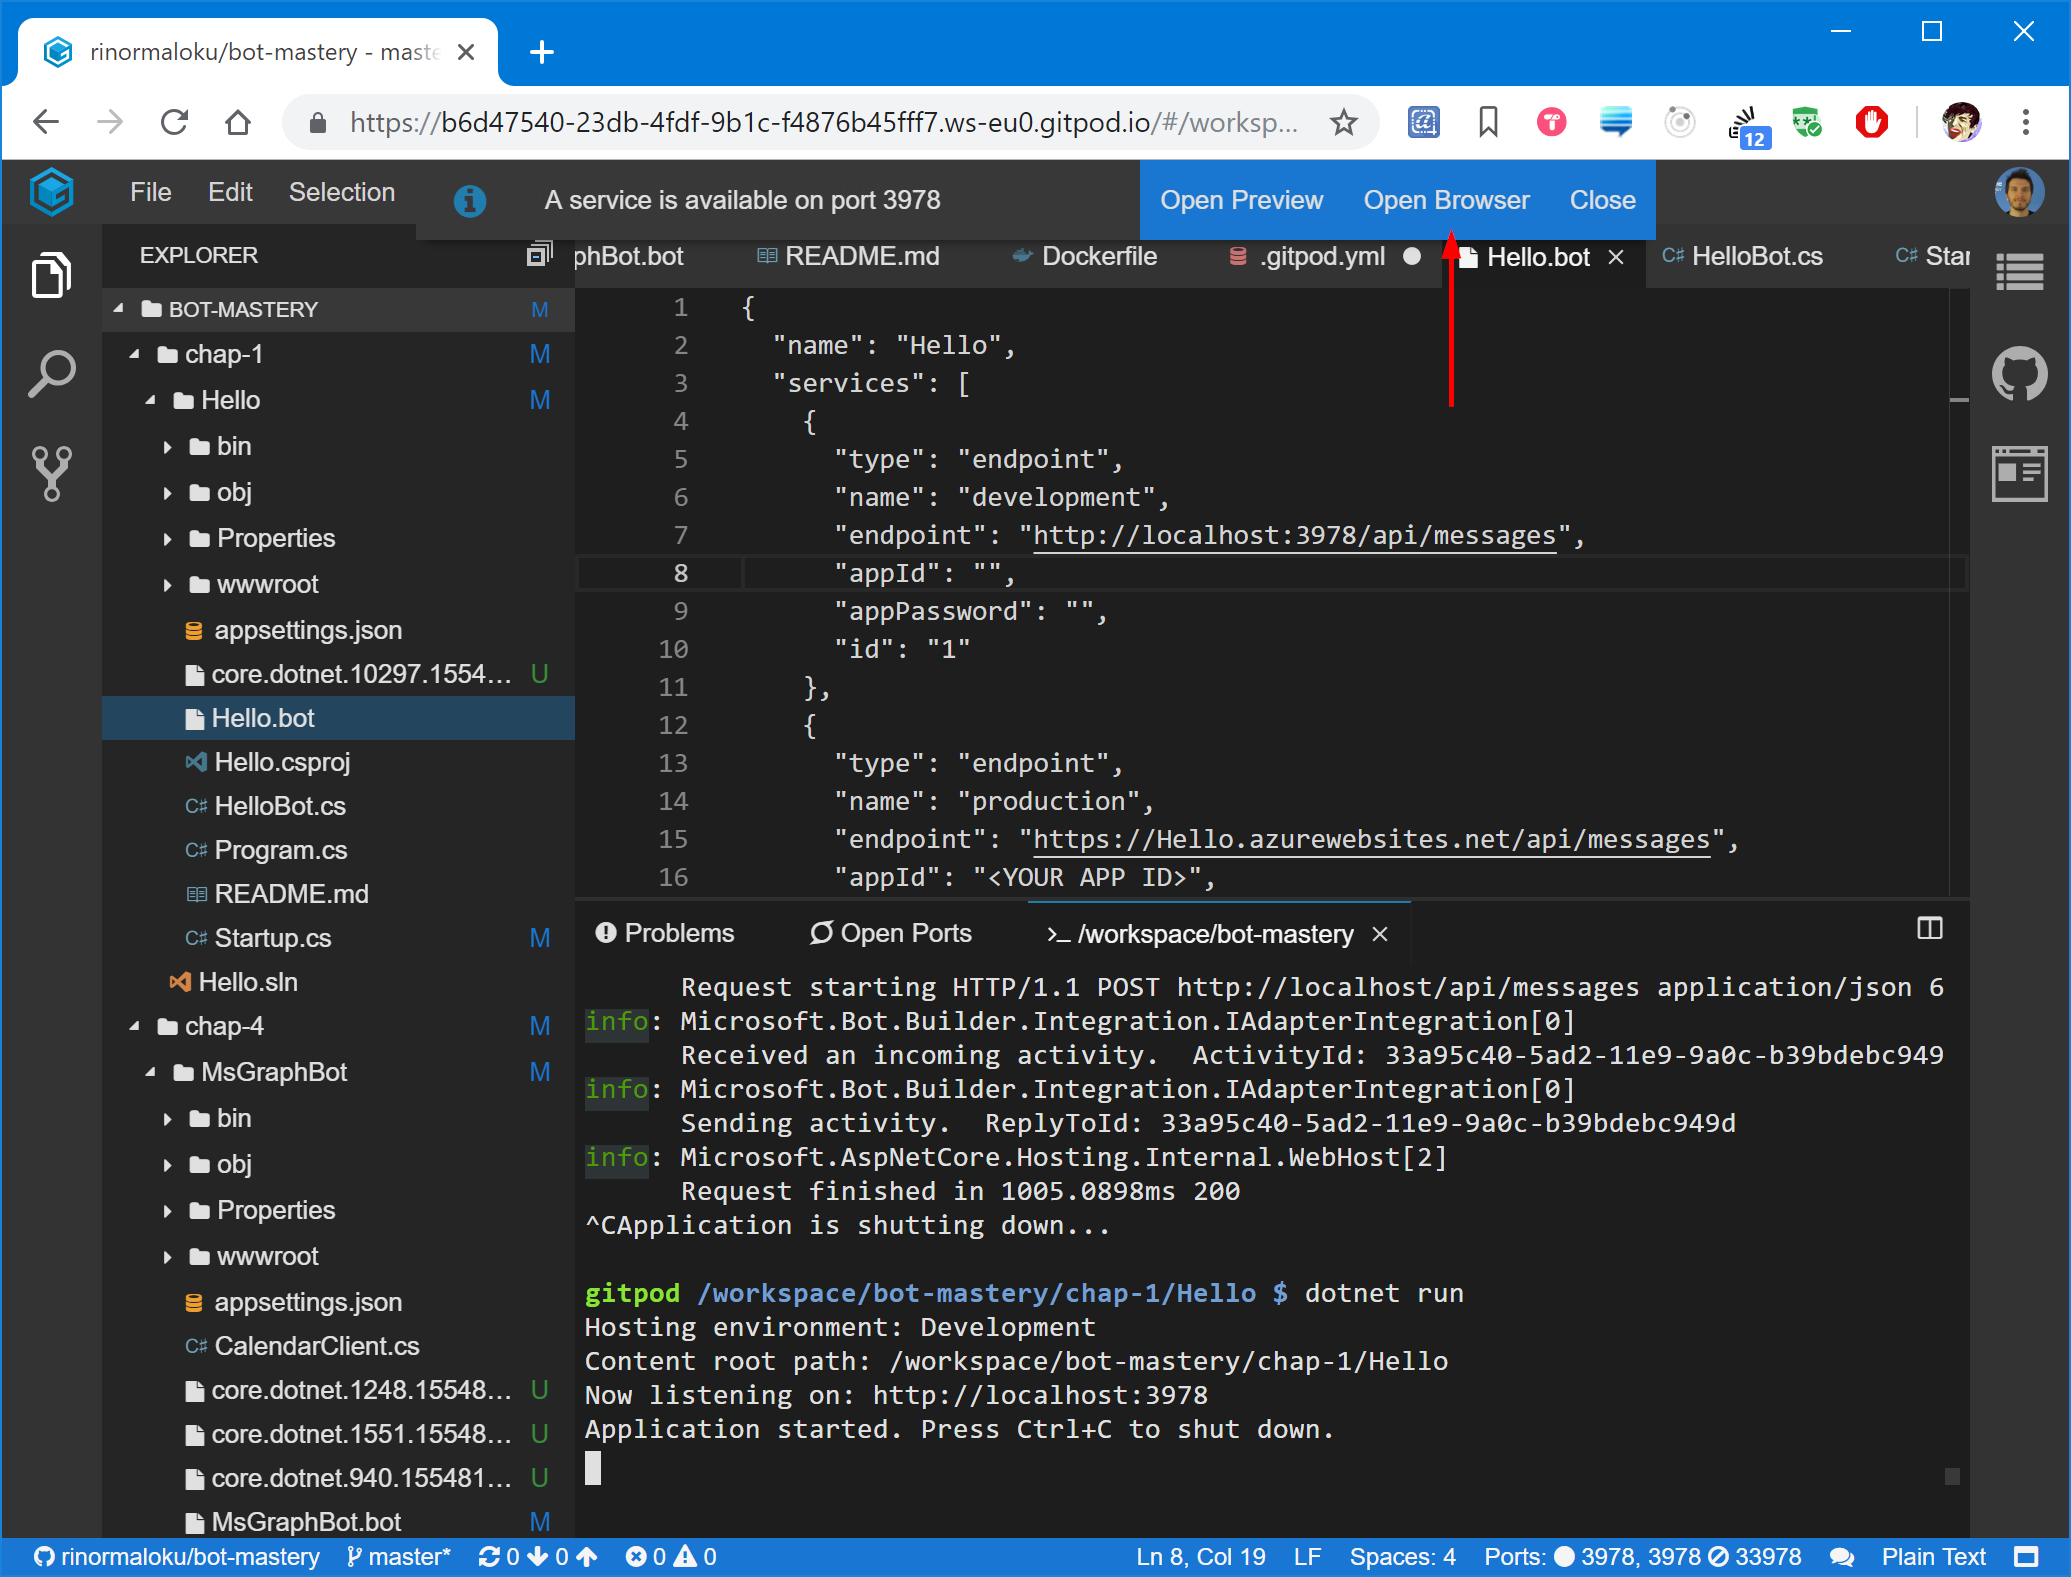 rinormaloku/bot-mastery - maste
https://b6d47540-23db-4fdf-9b1c-f4876b45fff7.ws-eu0.gitpod.io/#/worksp...
12
File Edit Selection
A service is available on port 3978
Open Preview Open Browser Close
EXPLORER
phBot.bot README.md Dockerfile .gitpod.yml Hello.bot C# HelloBot.cs C# Star
BOT-MASTERY M
chap-1 M
Hello M
bin
obj
Properties
wwwroot
appsettings.json
core.dotnet.10297.1554... U
Hello.bot
Hello.csproj
C# HelloBot.cs
C# Program.cs
README.md
C# Startup.cs M
Hello.sln
chap-4 M
MsGraphBot M
bin
obj
Properties
wwwroot
appsettings.json
C# CalendarClient.cs
core.dotnet.1248.15548... U
core.dotnet.1551.15548... U
core.dotnet.940.155481... U
MsGraphBot.bot M
1 {
2 "name": "Hello",
3 "services": [
4 {
5 "type": "endpoint",
6 "name": "development",
7 "endpoint": "http://localhost:3978/api/messages",
8 "appId": "",
9 "appPassword": "",
10 "id": "1"
11 },
12 {
13 "type": "endpoint",
14 "name": "production",
15 "endpoint": "https://Hello.azurewebsites.net/api/messages",
16 "appId": "<YOUR APP ID>",
Problems Open Ports >_ /workspace/bot-mastery
Request starting HTTP/1.1 POST http://localhost/api/messages application/json 6
info: Microsoft.Bot.Builder.Integration.IAdapterIntegration[0]
Received an incoming activity.  ActivityId: 33a95c40-5ad2-11e9-9a0c-b39bdebc949
info: Microsoft.Bot.Builder.Integration.IAdapterIntegration[0]
Sending activity.  ReplyToId: 33a95c40-5ad2-11e9-9a0c-b39bdebc949d
info: Microsoft.AspNetCore.Hosting.Internal.WebHost[2]
Request finished in 1005.0898ms 200
^CApplication is shutting down...
gitpod /workspace/bot-mastery/chap-1/Hello $ dotnet run
Hosting environment: Development
Content root path: /workspace/bot-mastery/chap-1/Hello
Now listening on: http://localhost:3978
Application started. Press Ctrl+C to shut down.
rinormaloku/bot-mastery master* 0 0 0 0 Ln 8, Col 19 LF Spaces: 4 Ports: 3978, 3978 33978 Plain Text